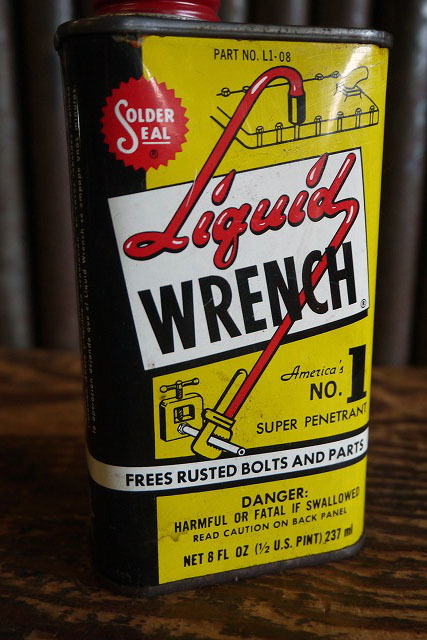 PART NO. L1-08
SOLDER
SEAL
®
Liquid
WRENCH®
America's
NO. 1
SUPER PENETRANT
FREES RUSTED BOLTS AND PARTS
DANGER:
HARMFUL OR FATAL IF SWALLOWED
READ CAUTION ON BACK PANEL
NET 8 FL OZ (½ U.S. PINT) 237 ml